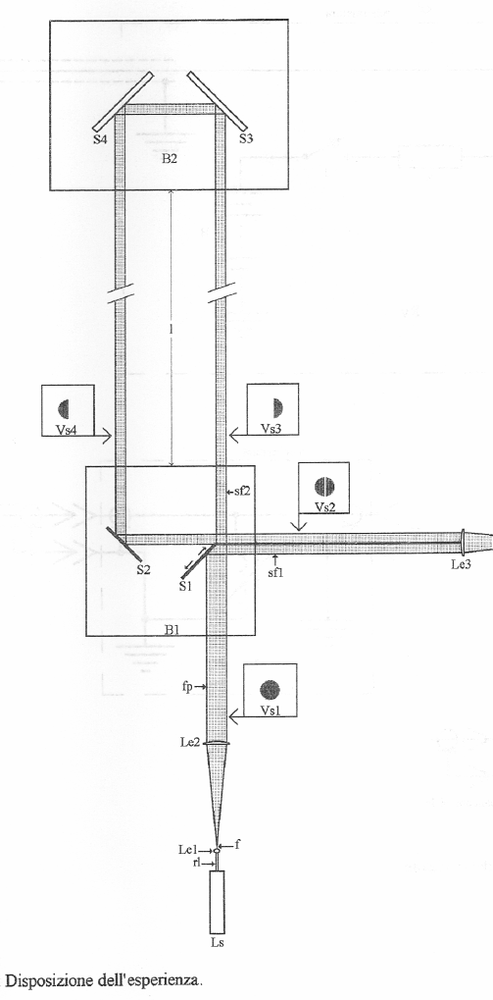 S4
S3
B2
l
Vs4
Vs3
sf2
Vs2
S2
S1
sf1
Le3
B1
fp
Vs1
Le2
f
Le1
rl
Ls
Disposizione dell'esperienza.